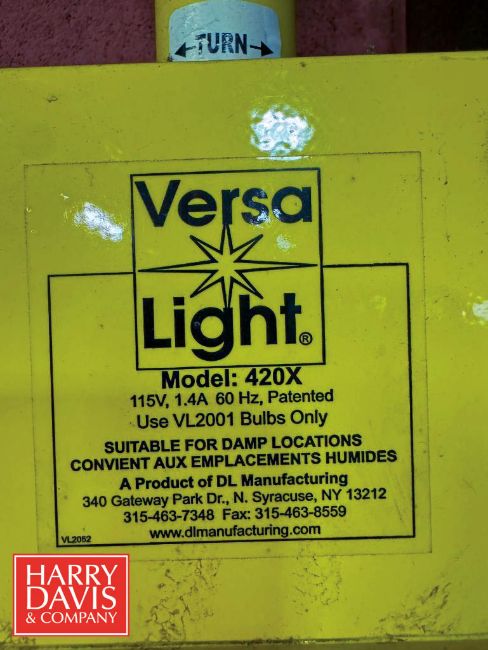 TURN
Versa
Light®
Model: 420X
115V, 1.4A 60 Hz, Patented
Use VL2001 Bulbs Only
SUITABLE FOR DAMP LOCATIONS
CONVIENT AUX EMPLACEMENTS HUMIDES
A Product of DL Manufacturing
340 Gateway Park Dr., N. Syracuse, NY 13212
315-463-7348 Fax: 315-463-8559
www.dlmanufacturing.com
VL2052
HARRY
DAVIS
& COMPANY